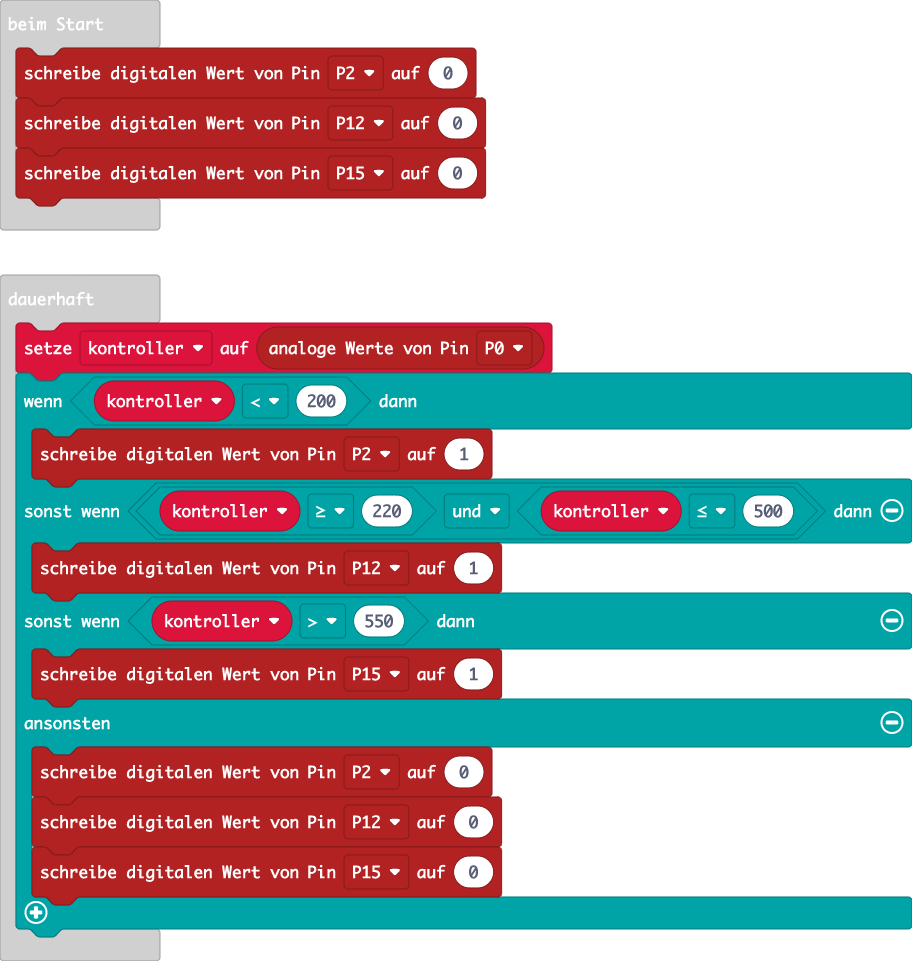 beim Start
schreibe digitalen Wert von Pin P2 auf 0
schreibe digitalen Wert von Pin P12 auf 0
schreibe digitalen Wert von Pin P15 auf 0
dauerhaft
setze kontroller auf analoge Werte von Pin P0
wenn kontroller < 200 dann
schreibe digitalen Wert von Pin P2 auf 1
sonst wenn kontroller ≥ 220 und kontroller ≤ 500 dann
schreibe digitalen Wert von Pin P12 auf 1
sonst wenn kontroller > 550 dann
schreibe digitalen Wert von Pin P15 auf 1
ansonsten
schreibe digitalen Wert von Pin P2 auf 0
schreibe digitalen Wert von Pin P12 auf 0
schreibe digitalen Wert von Pin P15 auf 0